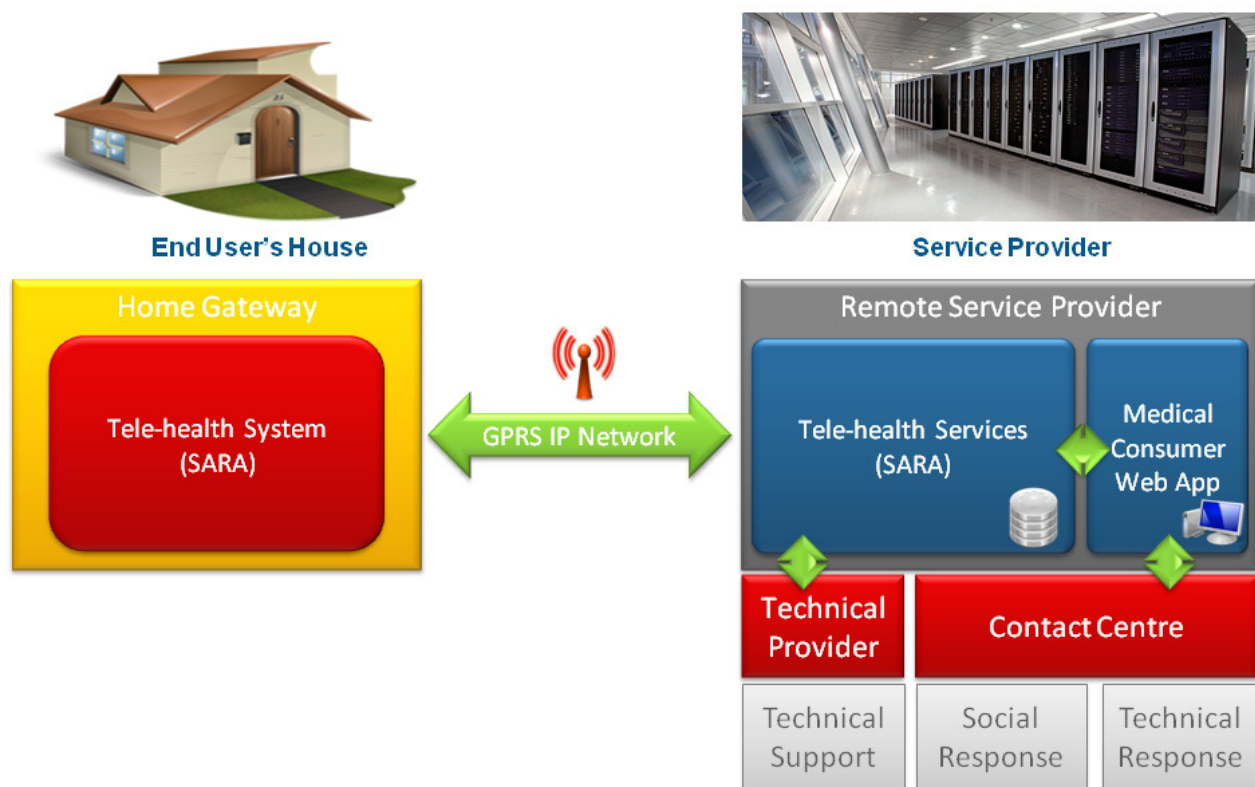 End User's House
Service Provider
Home Gateway
Tele-health System
(SARA)
GPRS IP Network
Remote Service Provider
Tele-health Services
(SARA)
Medical
Consumer
Web App
Technical
Provider
Contact Centre
Technical
Support
Social
Response
Technical
Response